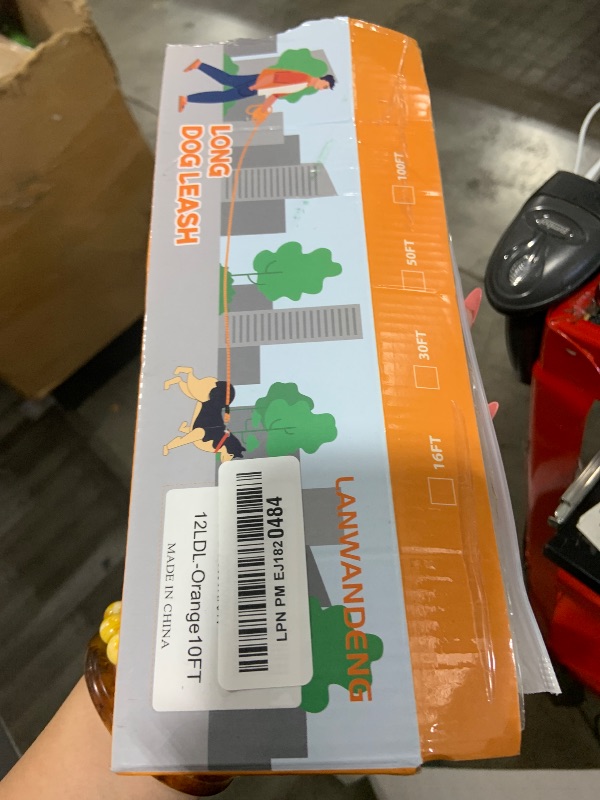 LONG
DOG LEASH
LANWANDENG
16FT
30FT
50FT
100FT
12LDL-Orange10FT
MADE IN CHINA
LPN PM EJ1820484